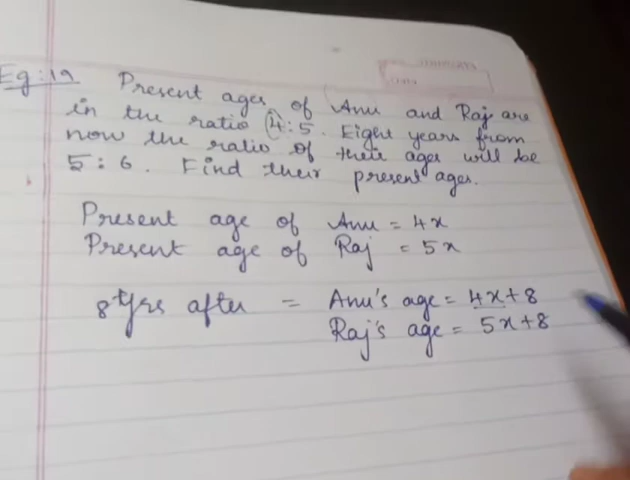 Eg:19 Present ages of Anu and Raj are
in the ratio 4:5. Eight years from
now the ratio of their ages will be
5:6. Find their present ages.
Present age of Anu = 4x
Present age of Raj = 5x
8 yrs after = Anu's age = 4x+8
Raj's age = 5x+8